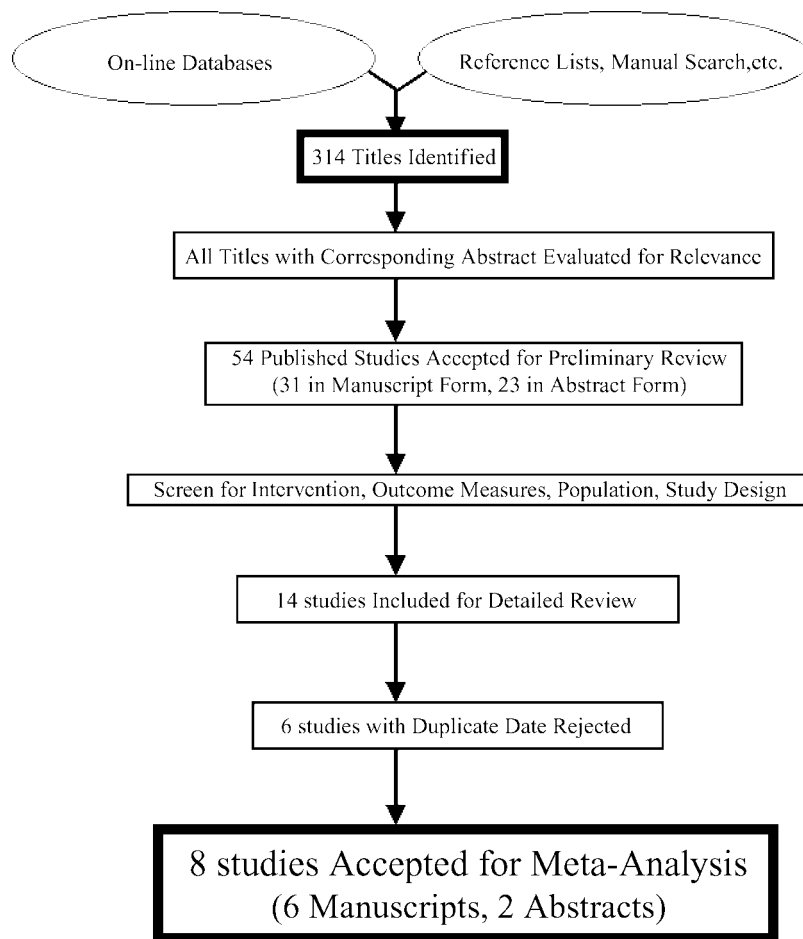 On-line Databases
Reference Lists, Manual Search,etc.
314 Titles Identified
All Titles with Corresponding Abstract Evaluated for Relevance
54 Published Studies Accepted for Preliminary Review
(31 in Manuscript Form, 23 in Abstract Form)
Screen for Intervention, Outcome Measures, Population, Study Design
14 studies Included for Detailed Review
6 studies with Duplicate Date Rejected
8 studies Accepted for Meta-Analysis
(6 Manuscripts, 2 Abstracts)